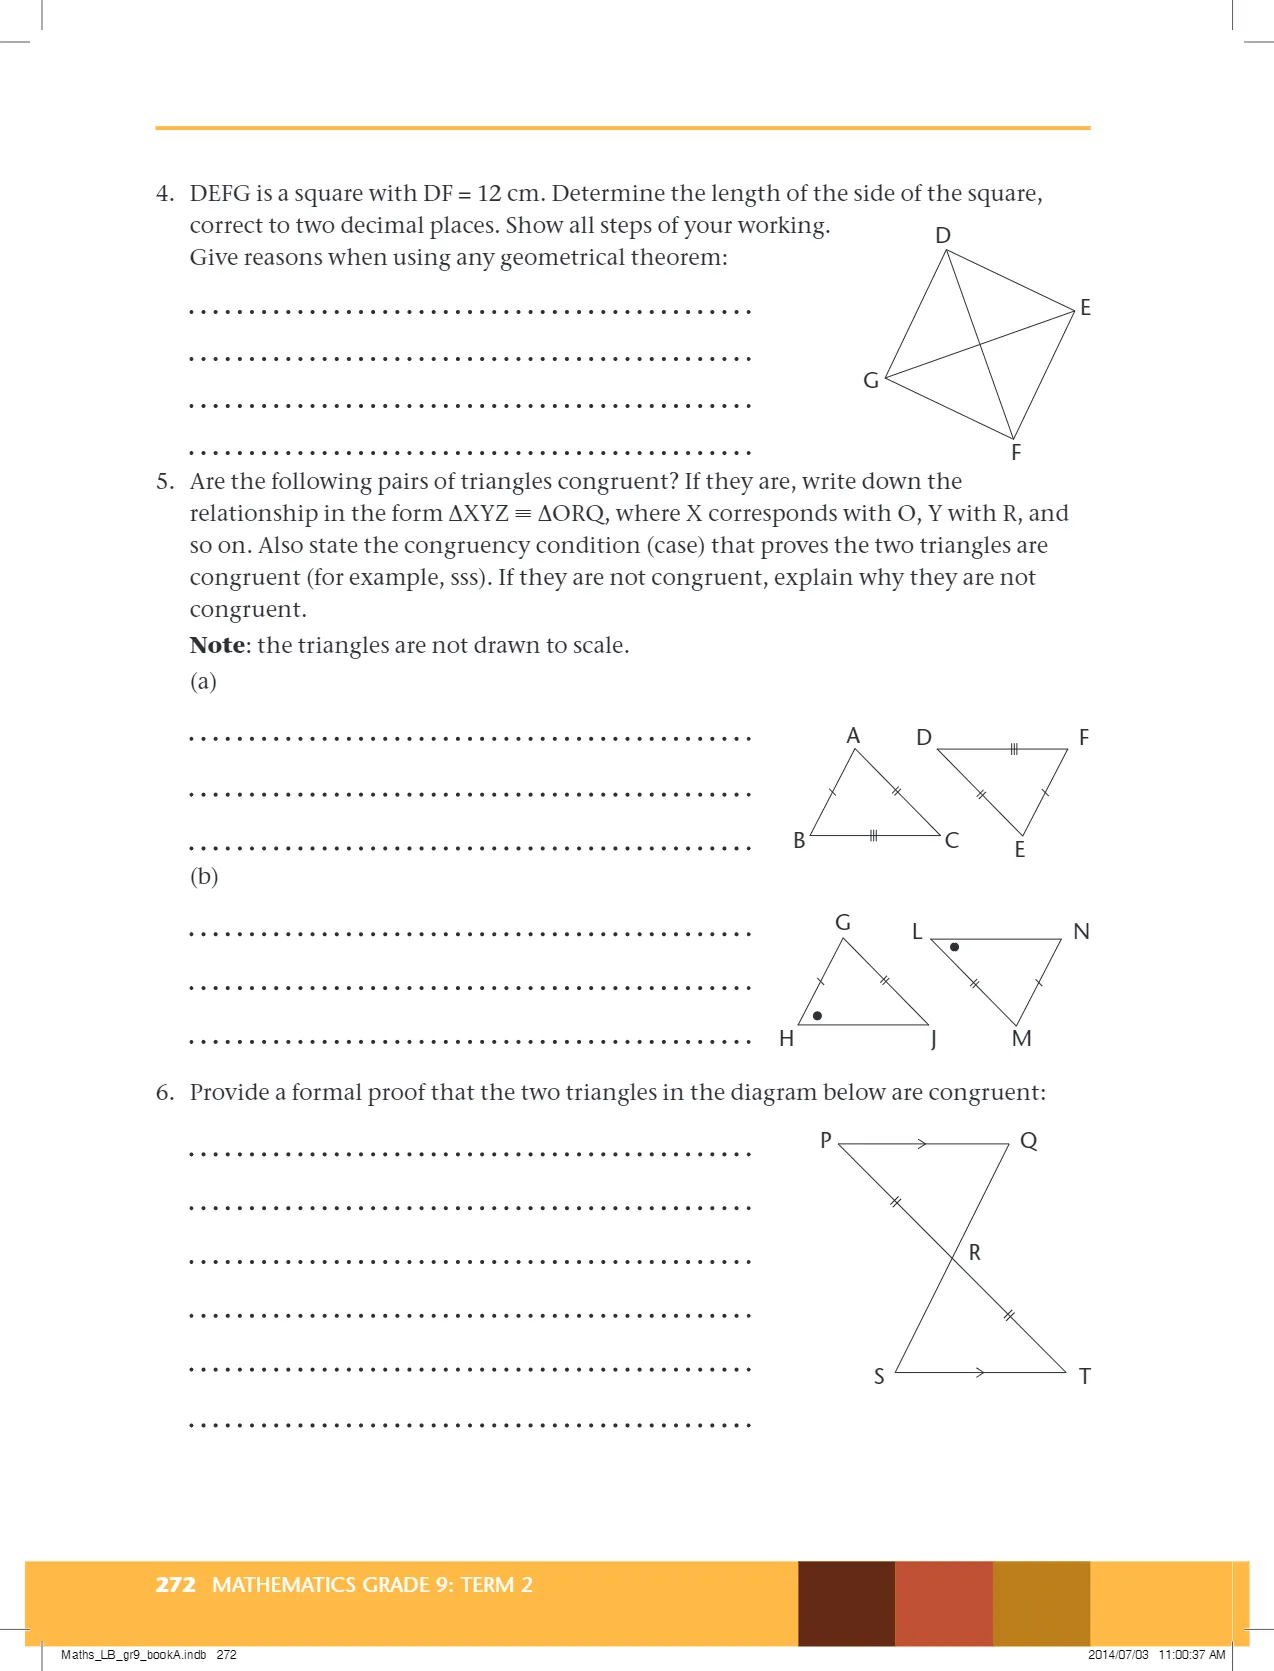 4. DEFG is a square with DF = 12 cm. Determine the length of the side of the square,
correct to two decimal places. Show all steps of your working.
Give reasons when using any geometrical theorem:
D
E
G
F
5. Are the following pairs of triangles congruent? If they are, write down the
relationship in the form ΔXYZ ≡ ΔORQ, where X corresponds with O, Y with R, and
so on. Also state the congruency condition (case) that proves the two triangles are
congruent (for example, sss). If they are not congruent, explain why they are not
congruent.
Note: the triangles are not drawn to scale.
(a)
A D F
B C E
(b)
G L N
H J M
6. Provide a formal proof that the two triangles in the diagram below are congruent:
P Q
R
S T
272 MATHEMATICS GRADE 9: TERM 2
Maths_LB_gr9_bookA.indb 272 2014/07/03 11:00:37 AM